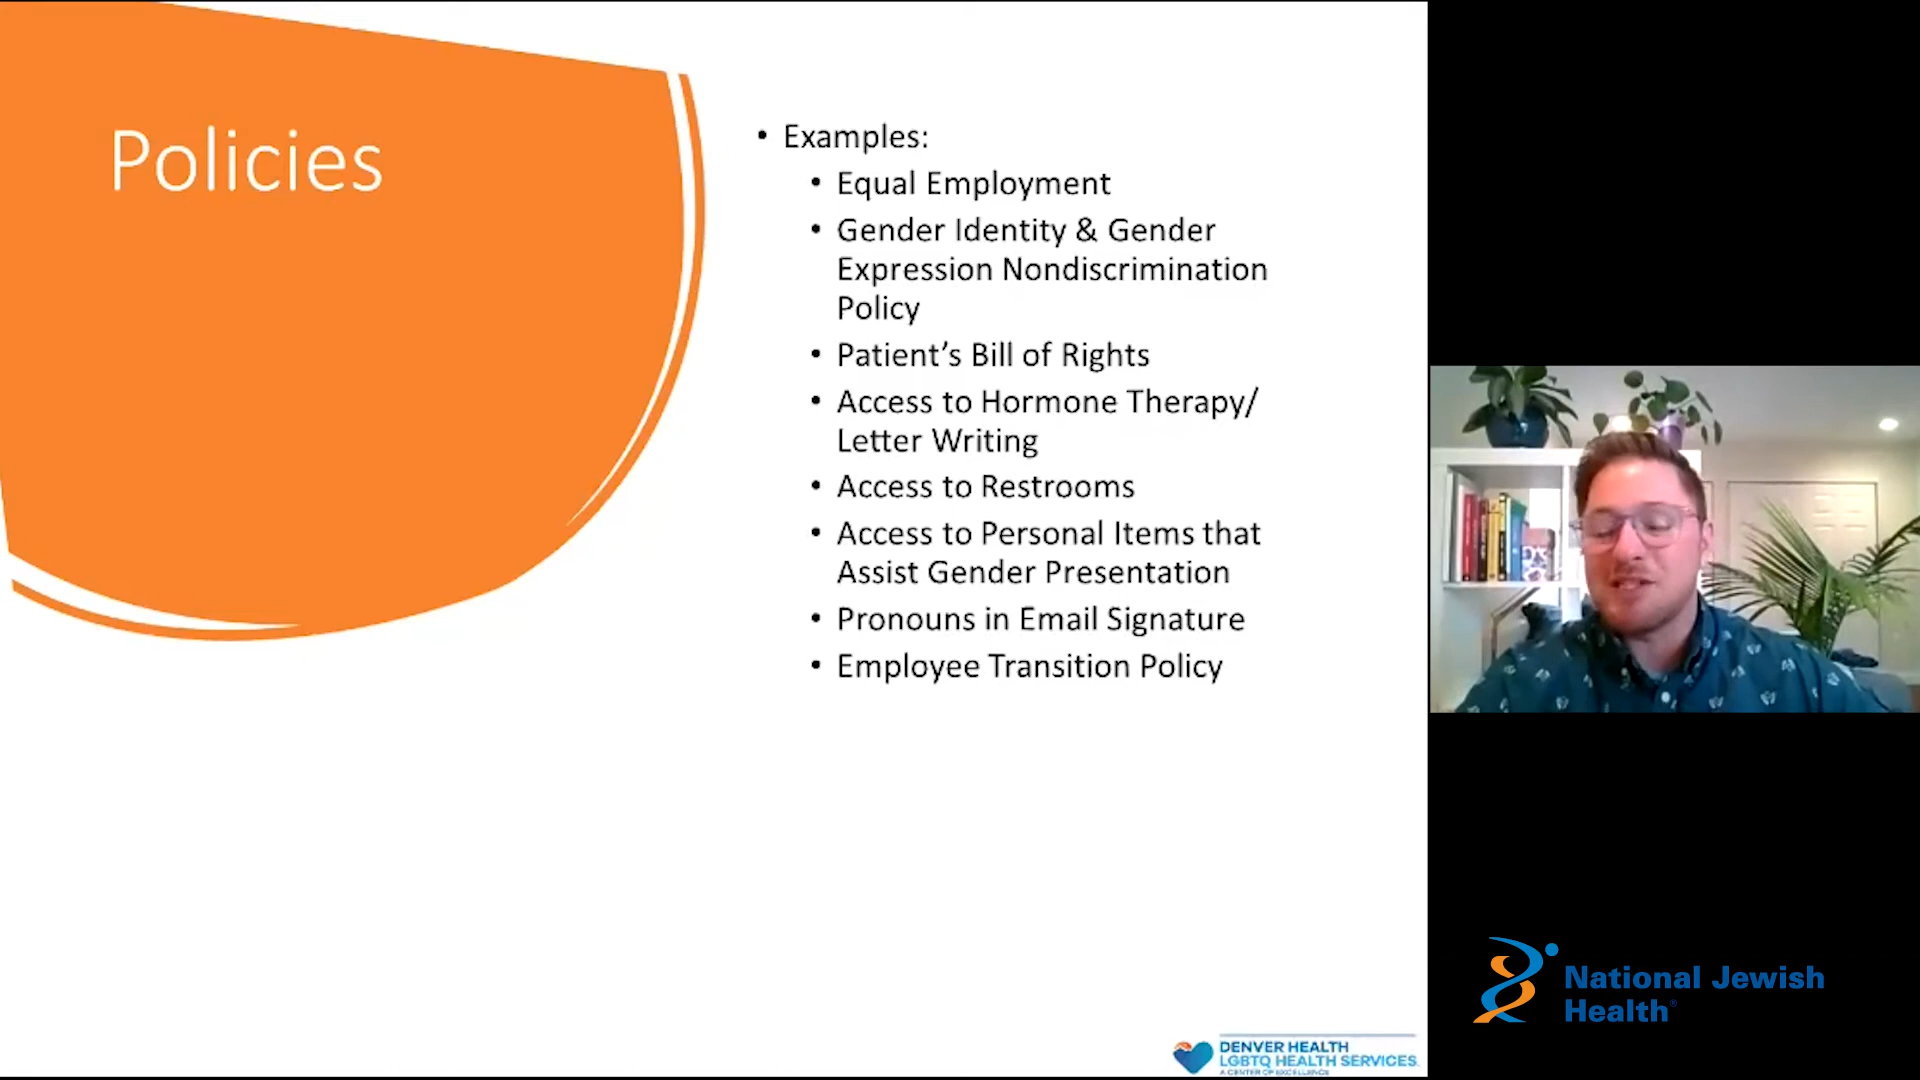 Policies
• Examples:
• Equal Employment
• Gender Identity & Gender
Expression Nondiscrimination
Policy
• Patient’s Bill of Rights
• Access to Hormone Therapy/
Letter Writing
• Access to Restrooms
• Access to Personal Items that
Assist Gender Presentation
• Pronouns in Email Signature
• Employee Transition Policy
National Jewish
Health®
DENVER HEALTH
LGBTQ HEALTH SERVICES
A CENTER OF EXCELLENCE